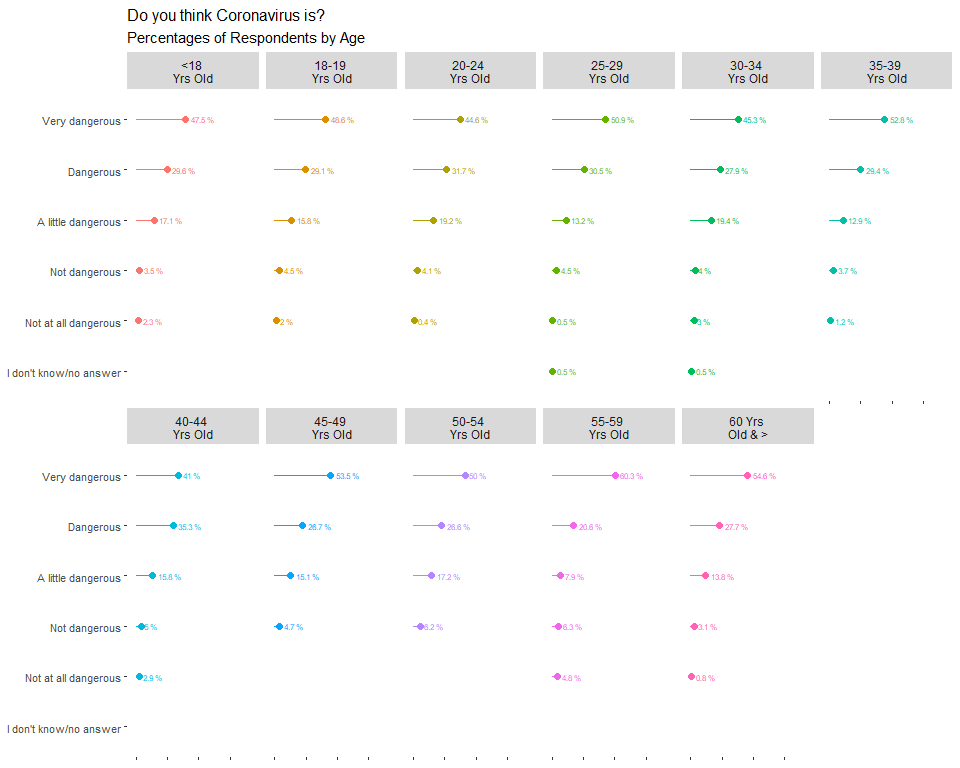 Do you think Coronavirus is?
Percentages of Respondents by Age
<18 18-19 20-24 25-29 30-34 35-39
Yrs Old Yrs Old Yrs Old Yrs Old Yrs Old Yrs Old
Very dangerous 47.5 % 48.6 % 44.6 % 50.9 % 45.3 % 52.8 %
Dangerous 29.6 % 29.1 % 31.7 % 30.5 % 27.9 % 29.4 %
A little dangerous 17.1 % 15.8 % 19.2 % 13.2 % 19.4 % 12.9 %
Not dangerous 3.5 % 4.5 % 4.1 % 4.5 % 4 % 3.7 %
Not at all dangerous 2.3 % 2 % 0.4 % 0.5 % 3 % 1.2 %
I don't know/no answer 0.5 % 0.5 %
40-44 45-49 50-54 55-59 60 Yrs
Yrs Old Yrs Old Yrs Old Yrs Old Old & >
Very dangerous 41 % 53.5 % 50 % 60.3 % 54.6 %
Dangerous 35.3 % 26.7 % 26.6 % 20.6 % 27.7 %
A little dangerous 15.8 % 15.1 % 17.2 % 7.9 % 13.8 %
Not dangerous 5 % 4.7 % 6.2 % 6.3 % 3.1 %
Not at all dangerous 2.9 % 4.8 % 0.8 %
I don't know/no answer